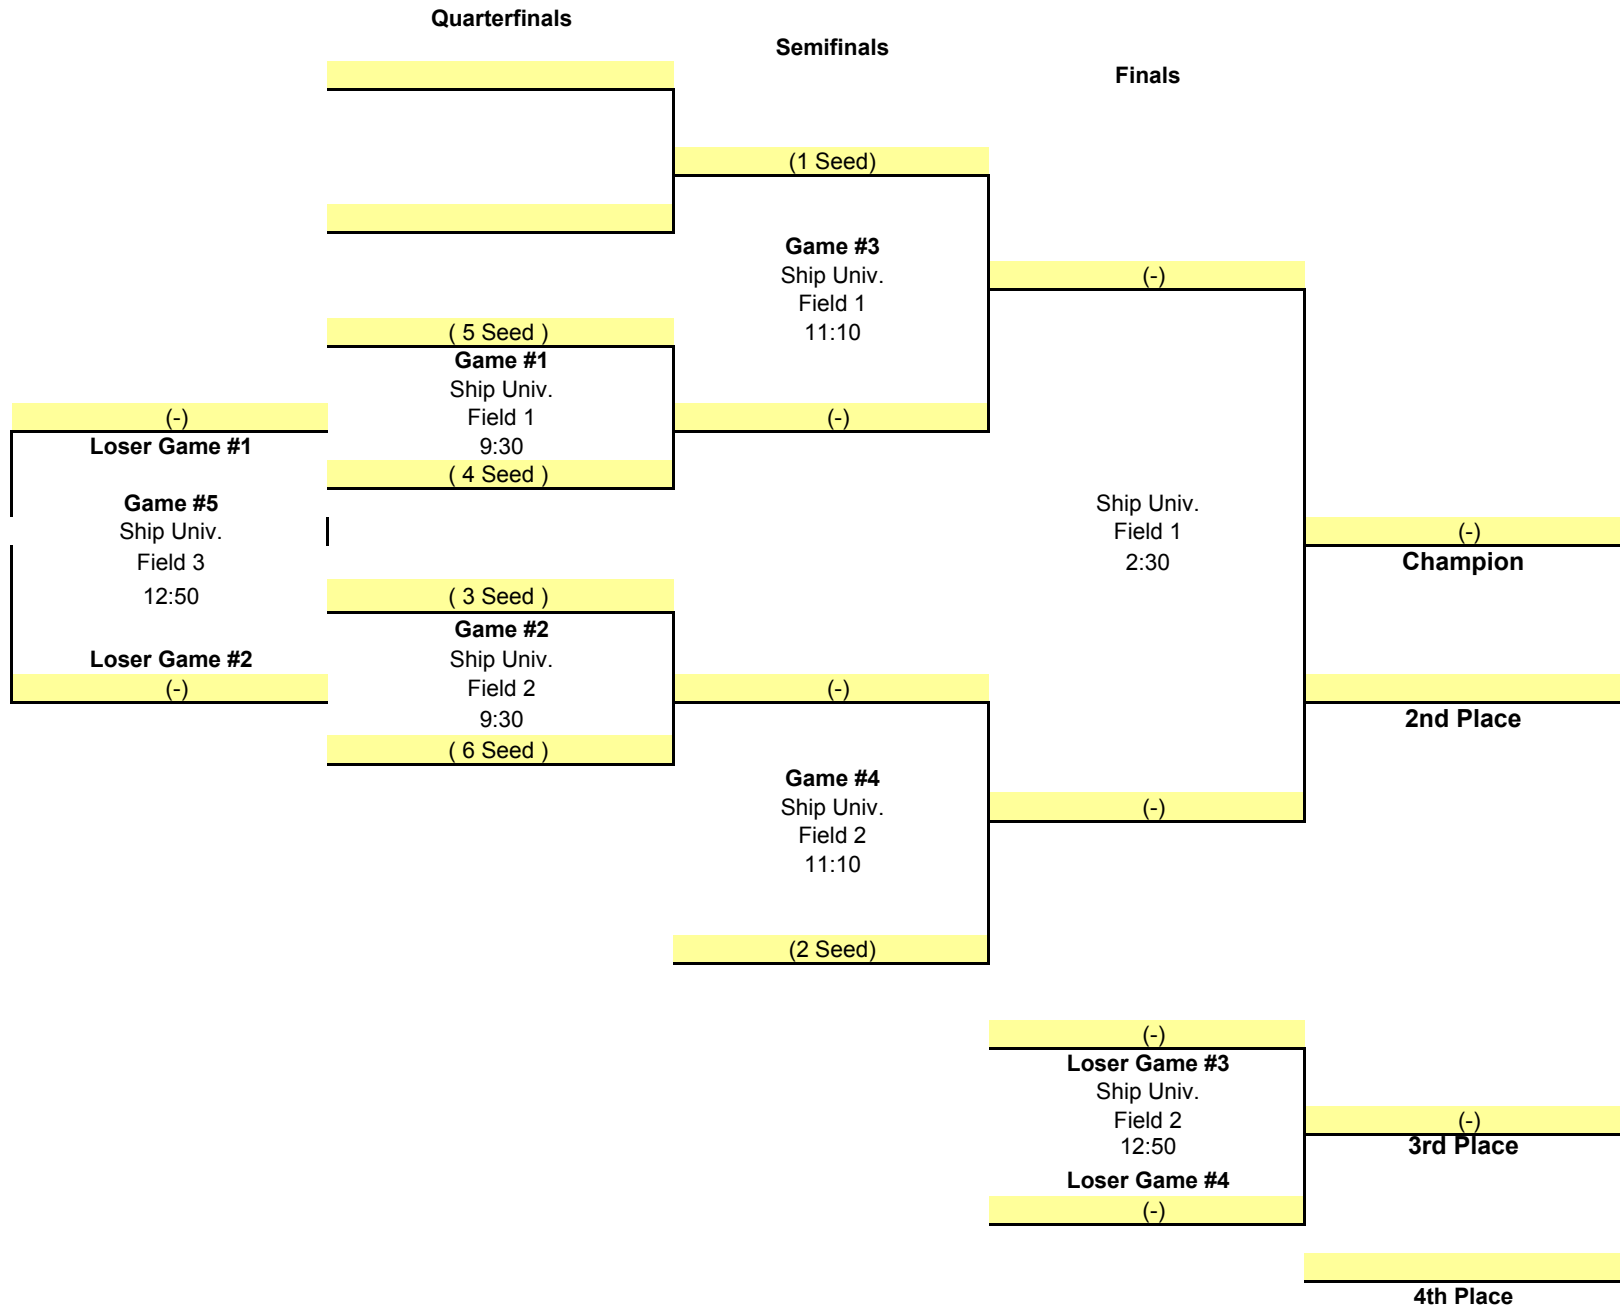 Quarterfinals
Semifinals
Finals
(1 Seed)
Game #3
Ship Univ.
Field 1
11:10
(-)
( 5 Seed )
Game #1
Ship Univ.
Field 1
9:30
( 4 Seed )
(-)
(-)
Loser Game #1
Game #5
Ship Univ.
Field 3
12:50
Loser Game #2
(-)
Ship Univ.
Field 1
2:30
(-)
Champion
( 3 Seed )
Game #2
Ship Univ.
Field 2
9:30
( 6 Seed )
(-)
2nd Place
Game #4
Ship Univ.
Field 2
11:10
(-)
(2 Seed)
(-)
Loser Game #3
Ship Univ.
Field 2
12:50
Loser Game #4
(-)
(-)
3rd Place
4th Place